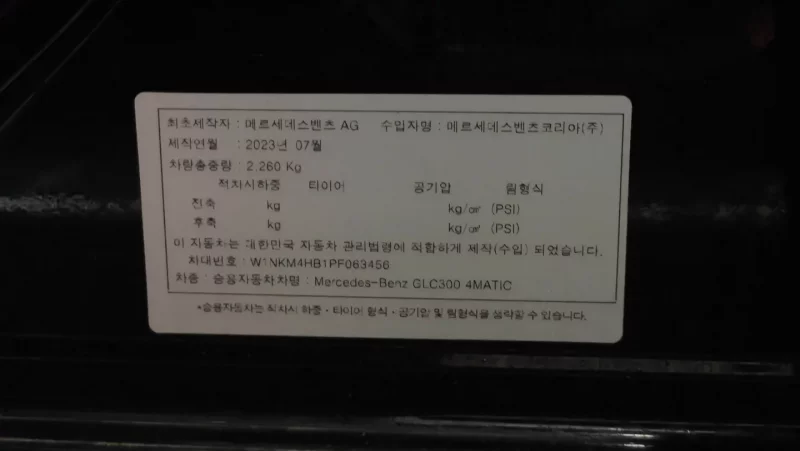 최초제작자 : 메르세데스벤츠 AG 수입자명 : 메르세데스벤츠코리아(주)
제작연월 : 2023년 07월
차량총중량 : 2,260 Kg
적차시하중 타이어 공기압 림형식
전축 kg kg/㎠ (PSI)
후축 kg kg/㎠ (PSI)
이 자동차는 대한민국 자동차 관리법령에 적합하게 제작(수입) 되었습니다.
차대번호 : W1NKM4HB1PF063456
차종 : 승용자동차차명 : Mercedes-Benz GLC300 4MATIC
*승용자동차는 적차시 하중·타이어 형식·공기압 및 림형식을 생략할 수 있습니다.